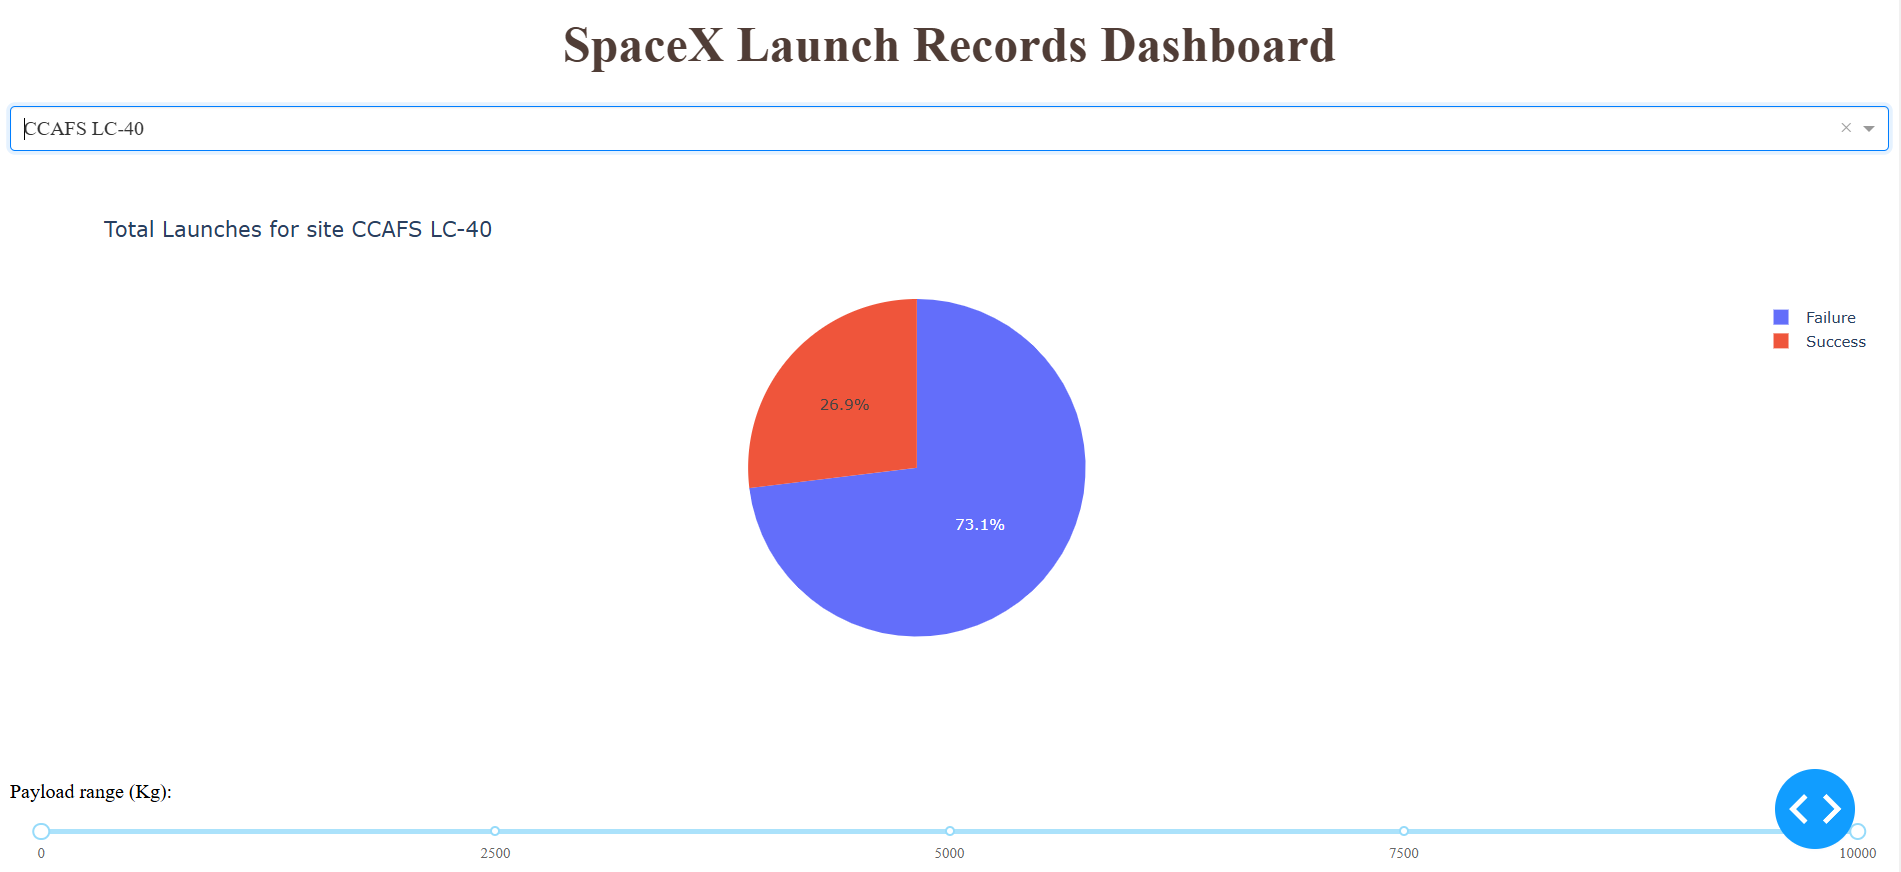 SpaceX Launch Records Dashboard
CCAFS LC-40
Total Launches for site CCAFS LC-40
Failure
Success
26.9%
73.1%
Payload range (Kg):
0 2500 5000 7500 10000